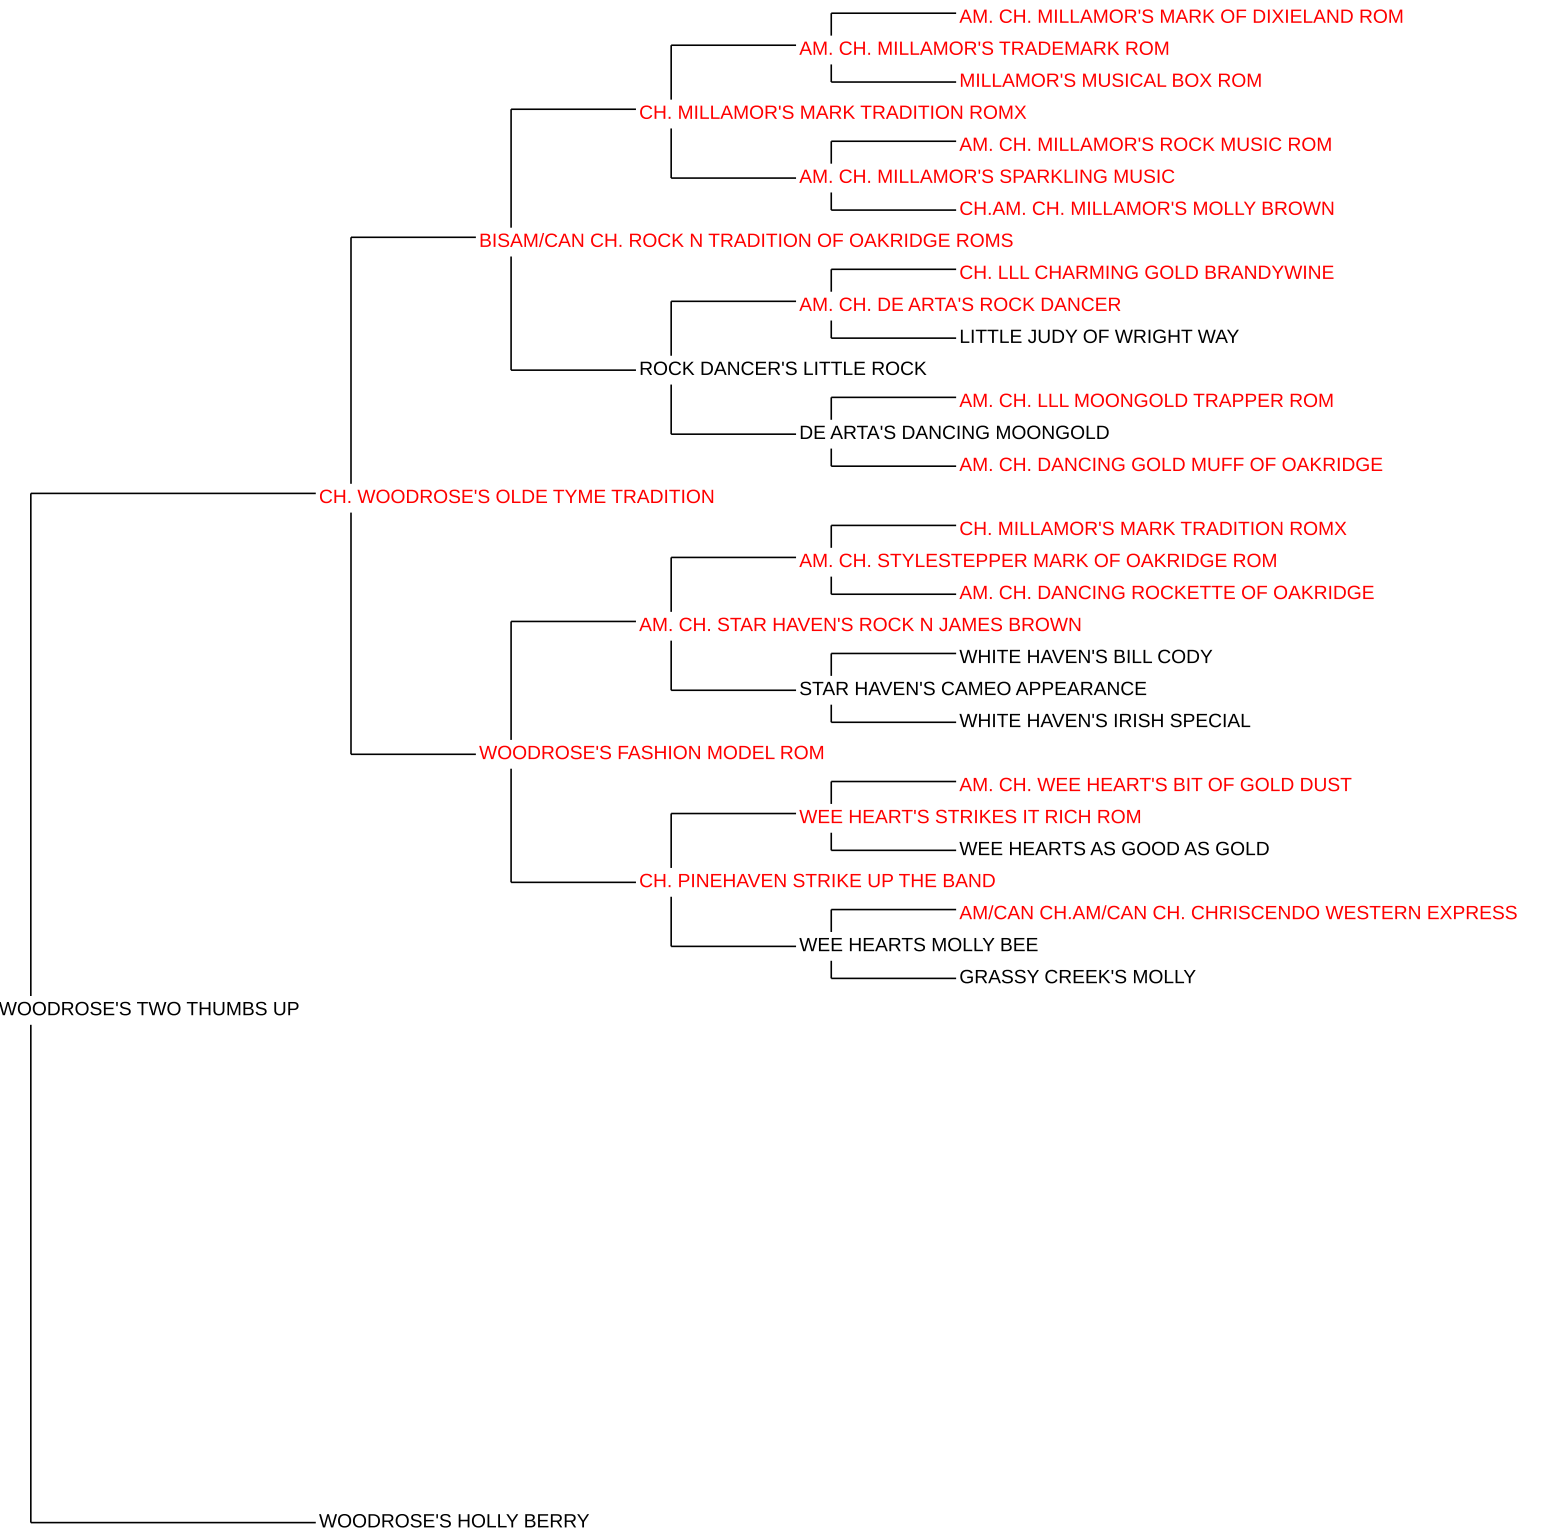 AM. CH. MILLAMOR'S MARK OF DIXIELAND ROM
AM. CH. MILLAMOR'S TRADEMARK ROM
MILLAMOR'S MUSICAL BOX ROM
CH. MILLAMOR'S MARK TRADITION ROMX
AM. CH. MILLAMOR'S ROCK MUSIC ROM
AM. CH. MILLAMOR'S SPARKLING MUSIC
CH.AM. CH. MILLAMOR'S MOLLY BROWN
BISAM/CAN CH. ROCK N TRADITION OF OAKRIDGE ROMS
CH. LLL CHARMING GOLD BRANDYWINE
AM. CH. DE ARTA'S ROCK DANCER
LITTLE JUDY OF WRIGHT WAY
ROCK DANCER'S LITTLE ROCK
AM. CH. LLL MOONGOLD TRAPPER ROM
DE ARTA'S DANCING MOONGOLD
AM. CH. DANCING GOLD MUFF OF OAKRIDGE
CH. WOODROSE'S OLDE TYME TRADITION
CH. MILLAMOR'S MARK TRADITION ROMX
AM. CH. STYLESTEPPER MARK OF OAKRIDGE ROM
AM. CH. DANCING ROCKETTE OF OAKRIDGE
AM. CH. STAR HAVEN'S ROCK N JAMES BROWN
WHITE HAVEN'S BILL CODY
STAR HAVEN'S CAMEO APPEARANCE
WHITE HAVEN'S IRISH SPECIAL
WOODROSE'S FASHION MODEL ROM
AM. CH. WEE HEART'S BIT OF GOLD DUST
WEE HEART'S STRIKES IT RICH ROM
WEE HEARTS AS GOOD AS GOLD
CH. PINEHAVEN STRIKE UP THE BAND
AM/CAN CH.AM/CAN CH. CHRISCENDO WESTERN EXPRESS
WEE HEARTS MOLLY BEE
GRASSY CREEK'S MOLLY
WOODROSE'S TWO THUMBS UP
WOODROSE'S HOLLY BERRY